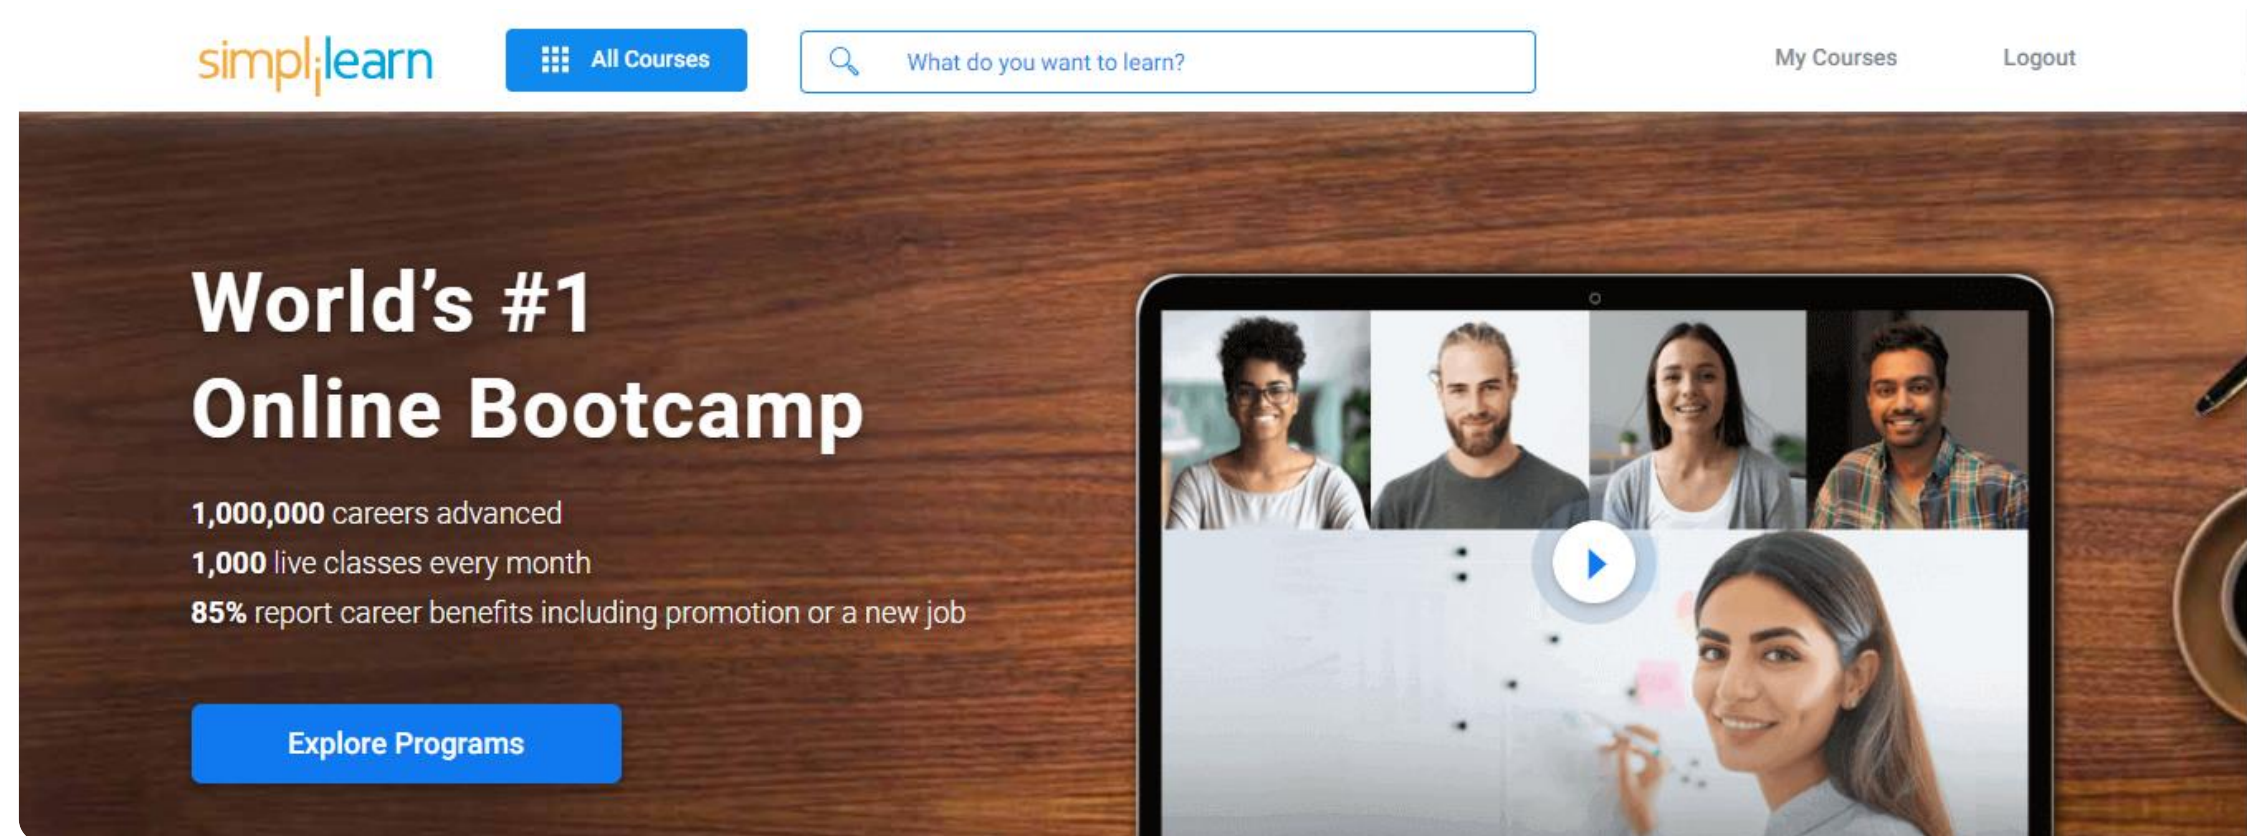 simplilearn
All Courses
What do you want to learn?
My Courses
Logout
World's #1
Online Bootcamp
1,000,000 careers advanced
1,000 live classes every month
85% report career benefits including promotion or a new job
Explore Programs